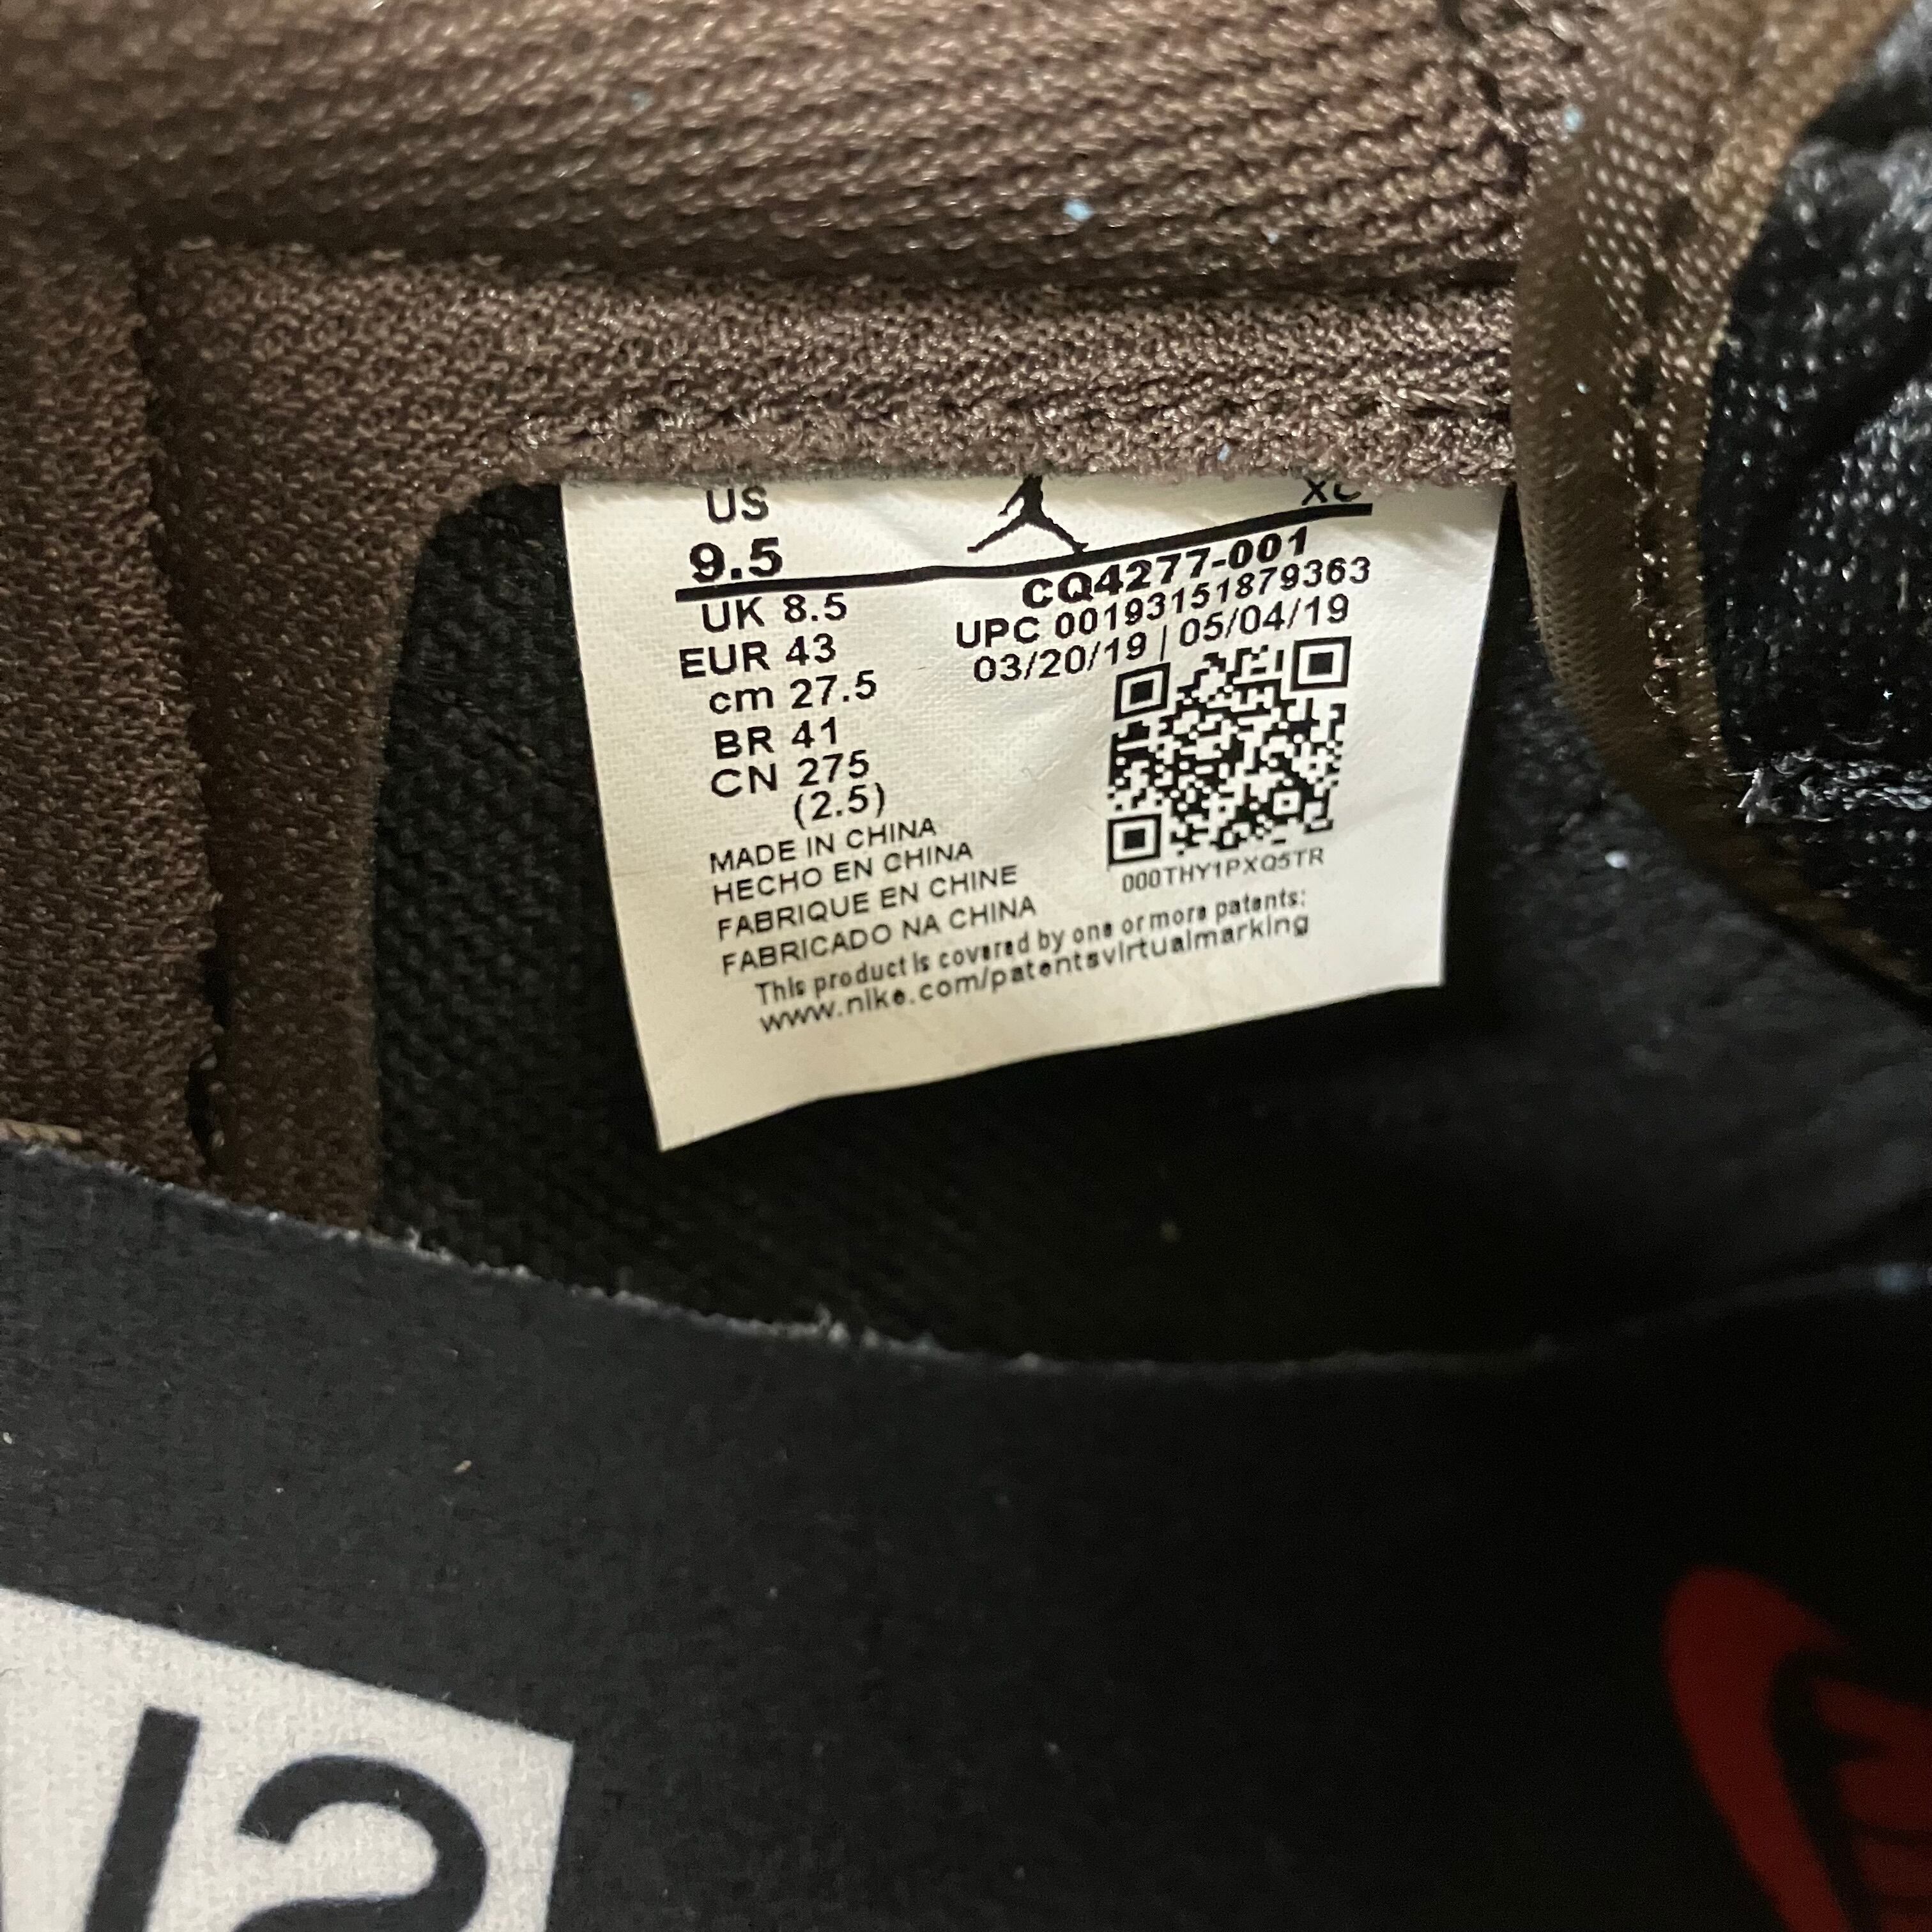 US
XC
9.5
CQ4277-001
UPC 00193151879363
03/20/19 | 05/04/19
UK 8.5
EUR 43
cm 27.5
BR 41
CN 275
(2.5)
MADE IN CHINA
HECHO EN CHINA
FABRIQUE EN CHINE
FABRICADO NA CHINA
000THY1PXQ5TR
This product is covered by one or more patents:
www.nike.com/patentsvirtualmarking